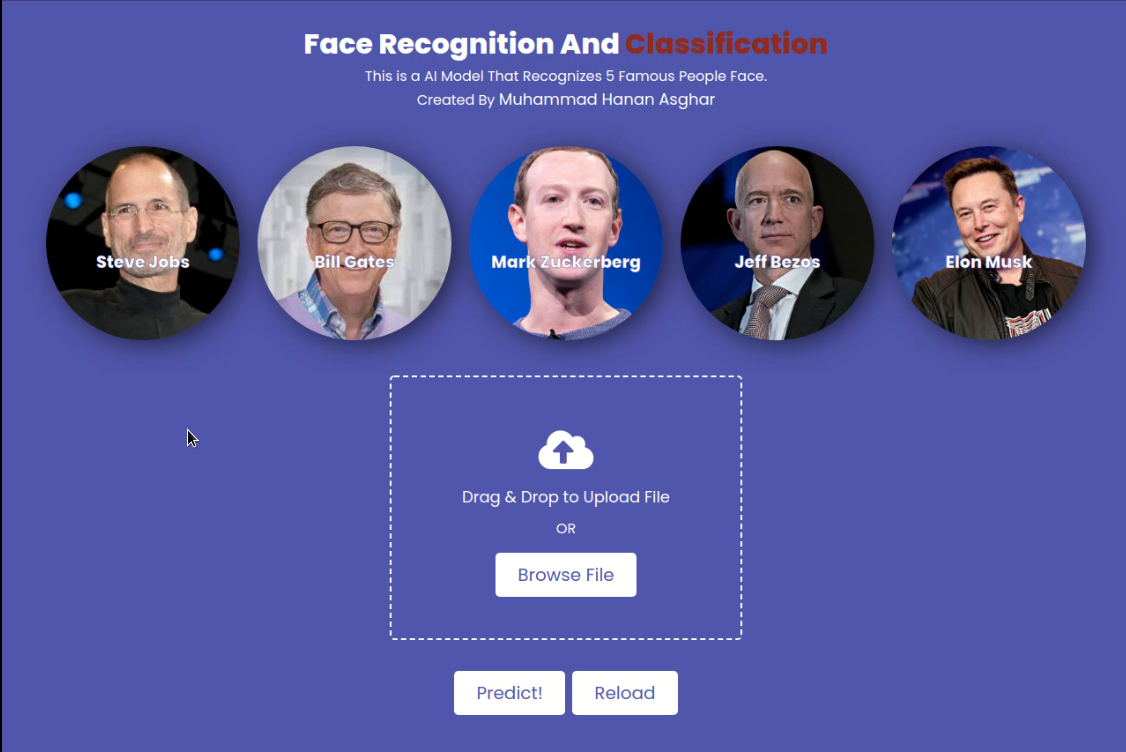 Face Recognition And Classification
This is a AI Model That Recognizes 5 Famous People Face.
Created By Muhammad Hanan Asghar
Steve Jobs
Bill Gates
Mark Zuckerberg
Jeff Bezos
Elon Musk
Drag & Drop to Upload File
OR
Browse File
Predict!
Reload